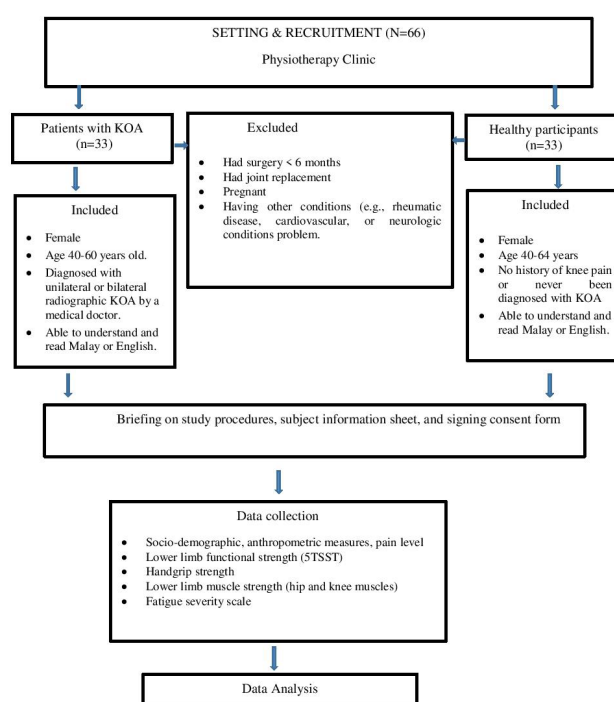 SETTING & RECRUITMENT (N=66)
Physiotherapy Clinic
Patients with KOA
(n=33)
Excluded
• Had surgery < 6 months
• Had joint replacement
• Pregnant
• Having other conditions (e.g., rheumatic
disease, cardiovascular, or neurologic
conditions problem.
Healthy participants
(n=33)
Included
• Female
• Age 40-60 years old.
• Diagnosed with
unilateral or bilateral
radiographic KOA by a
medical doctor.
• Able to understand and
read Malay or English.
Included
• Female
• Age 40-64 years
• No history of knee pain
or never been
diagnosed with KOA
• Able to understand and
read Malay or English.
Briefing on study procedures, subject information sheet, and signing consent form
Data collection
• Socio-demographic, anthropometric measures, pain level
• Lower limb functional strength (5TSST)
• Handgrip strength
• Lower limb muscle strength (hip and knee muscles)
• Fatigue severity scale
Data Analysis